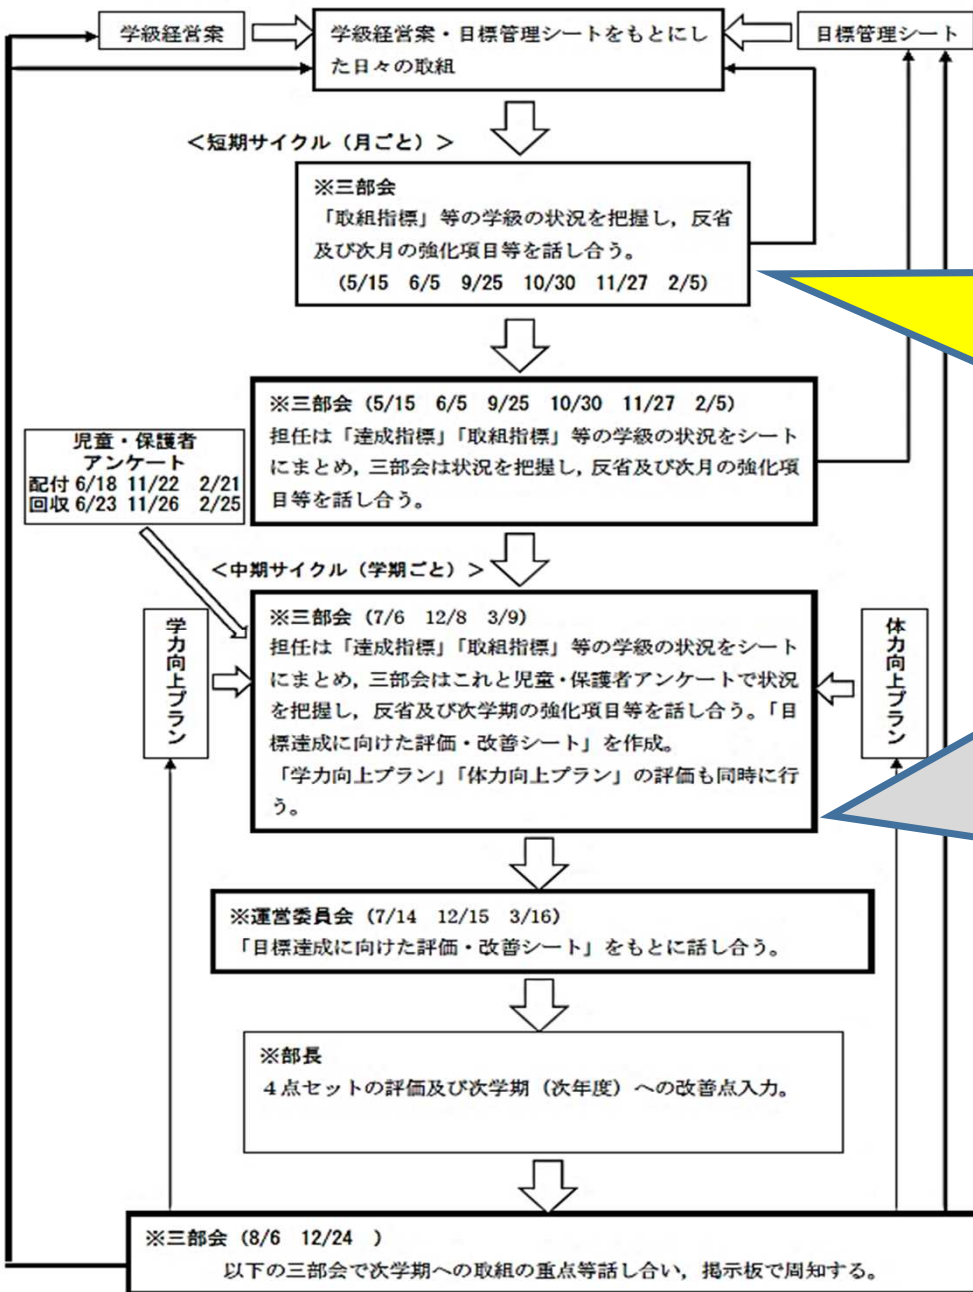 学級経営案
学級経営案・目標管理シートをもとにし
た日々の取組
目標管理シート
＜短期サイクル（月ごと）＞
※三部会
「取組指標」等の学級の状況を把握し，反省
及び次月の強化項目等を話し合う。
（5/15 6/5 9/25 10/30 11/27 2/5）
※三部会（5/15 6/5 9/25 10/30 11/27 2/5）
担任は「達成指標」「取組指標」等の学級の状況をシート
にまとめ，三部会は状況を把握し，反省及び次月の強化項
目等を話し合う。
児童・保護者
アンケート
配付 6/18 11/22 2/21
回収 6/23 11/26 2/25
＜中期サイクル（学期ごと）＞
学力向上プラン
※三部会（7/6 12/8 3/9）
担任は「達成指標」「取組指標」等の学級の状況をシート
にまとめ，三部会はこれと児童・保護者アンケートで状況
を把握し，反省及び次学期の強化項目等を話し合う。「目
標達成に向けた評価・改善シート」を作成。
「学力向上プラン」「体力向上プラン」の評価も同時に行
う。
体力向上プラン
※運営委員会（7/14 12/15 3/16）
「目標達成に向けた評価・改善シート」をもとに話し合う。
※部長
４点セットの評価及び次学期（次年度）への改善点入力。
※三部会（8/6 12/24 ）
以下の三部会で次学期への取組の重点等話し合い，掲示板で周知する。